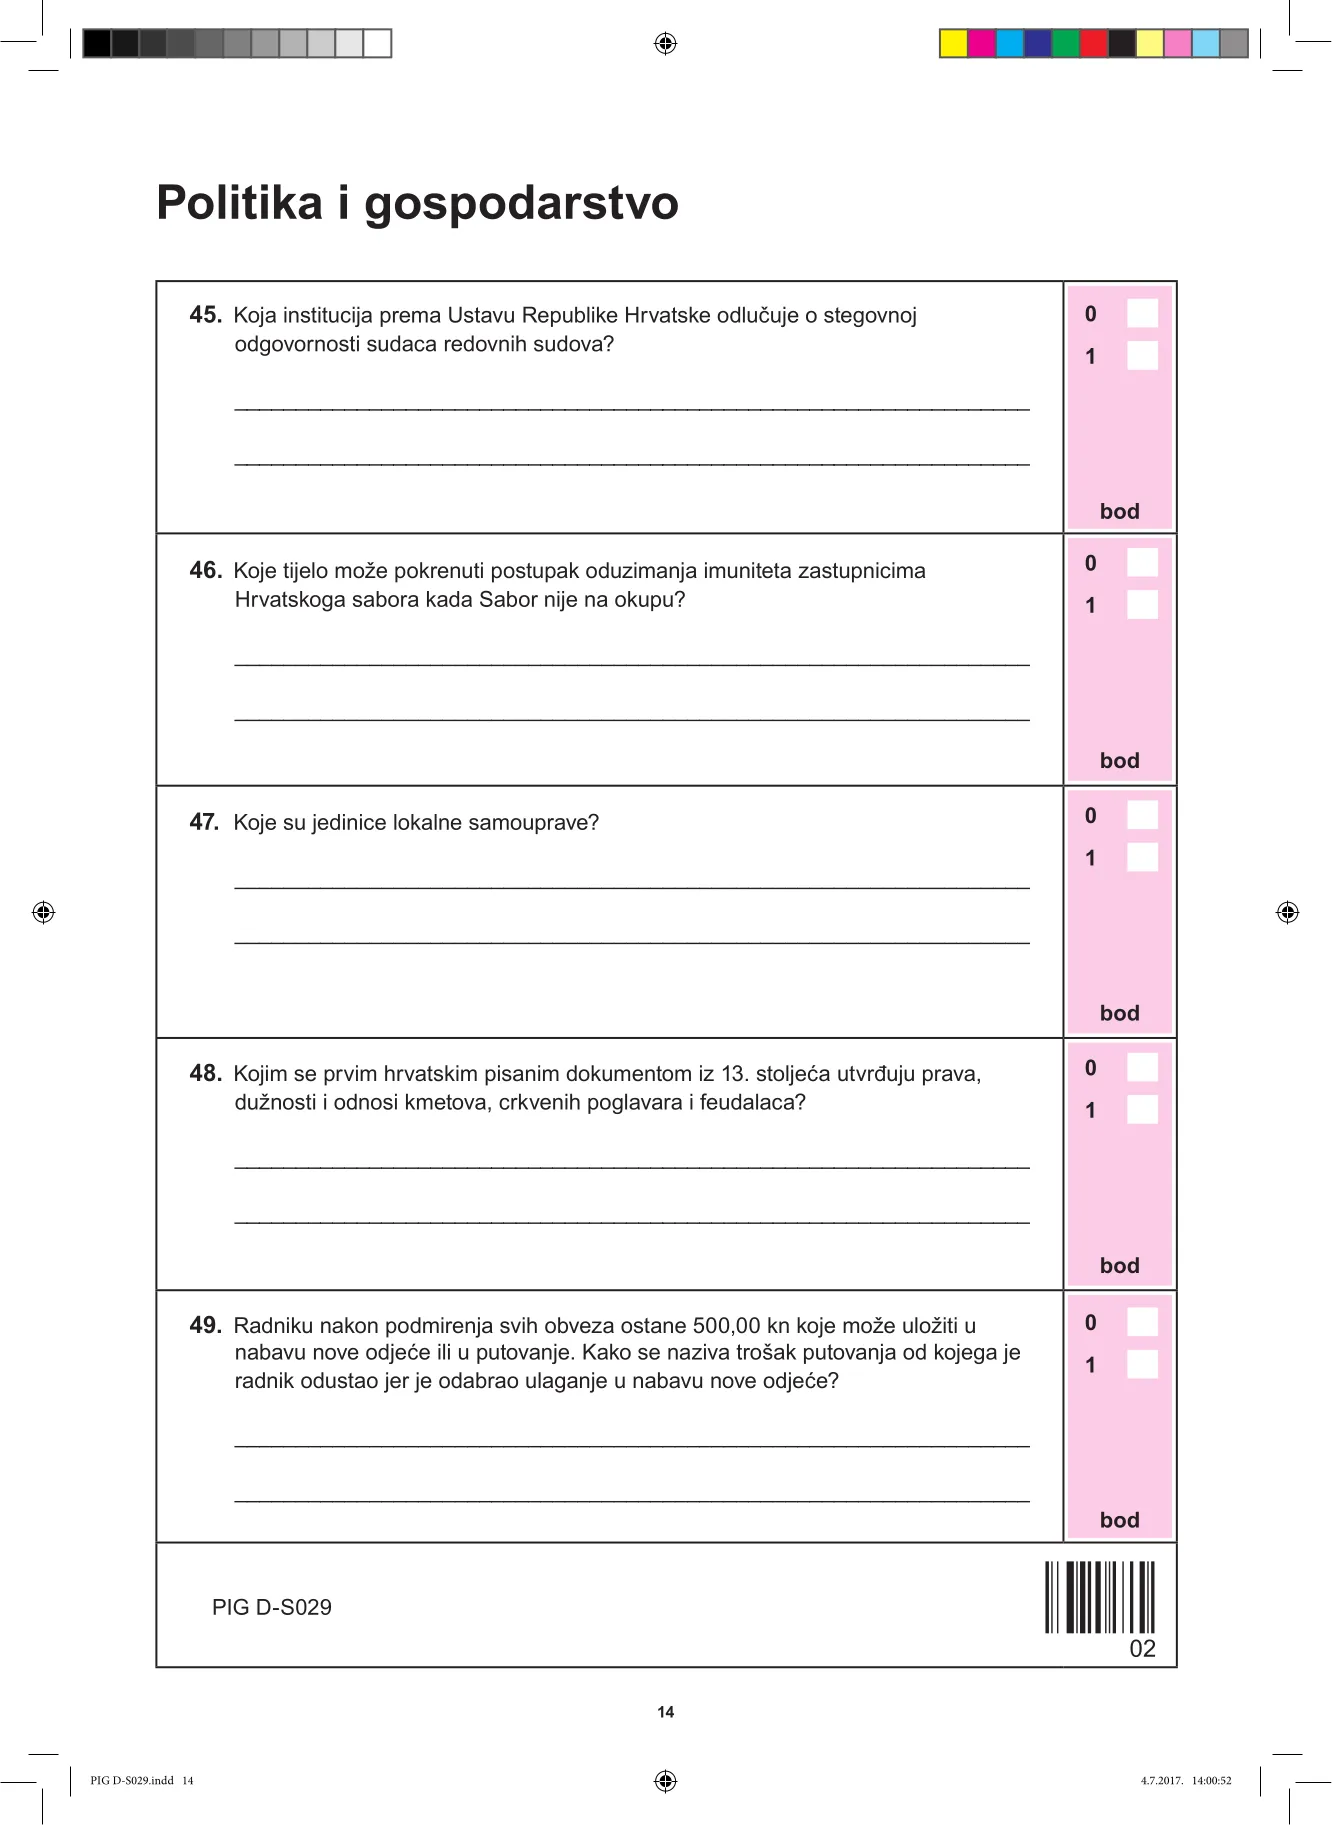 Politika i gospodarstvo
45. Koja institucija prema Ustavu Republike Hrvatske odlučuje o stegovnoj
odgovornosti sudaca redovnih sudova?
0
1
bod
46. Koje tijelo može pokrenuti postupak oduzimanja imuniteta zastupnicima
Hrvatskoga sabora kada Sabor nije na okupu?
0
1
bod
47. Koje su jedinice lokalne samouprave?
0
1
bod
48. Kojim se prvim hrvatskim pisanim dokumentom iz 13. stoljeća utvrđuju prava,
dužnosti i odnosi kmetova, crkvenih poglavara i feudalaca?
0
1
bod
49. Radniku nakon podmirenja svih obveza ostane 500,00 kn koje može uložiti u
nabavu nove odjeće ili u putovanje. Kako se naziva trošak putovanja od kojega je
radnik odustao jer je odabrao ulaganje u nabavu nove odjeće?
0
1
bod
PIG D-S029
02
14
PIG D-S029.indd 14
4.7.2017. 14:00:52